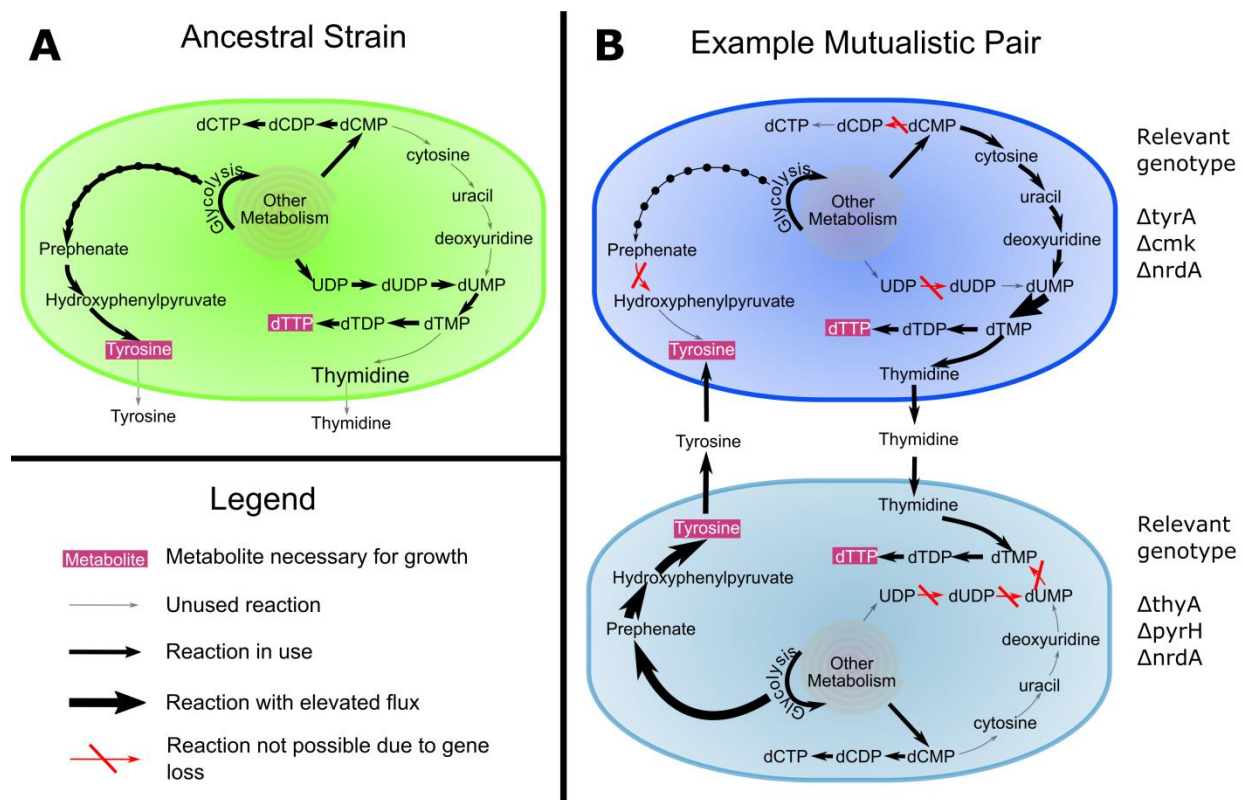 A
Ancestral Strain
dCTP dCDP dCMP
cytosine
uracil
deoxyuridine
Glycolysis
Other
Metabolism
Prephenate
Hydroxyphenylpyruvate
Tyrosine
UDP dUDP dUMP
dTTP dTDP dTMP
Thymidine
Tyrosine
Thymidine
Legend
Metabolite Metabolite necessary for growth
Unused reaction
Reaction in use
Reaction with elevated flux
Reaction not possible due to gene
loss
B
Example Mutualistic Pair
dCTP dCDP dCMP
cytosine
uracil
deoxyuridine
Glycolysis
Other
Metabolism
Prephenate
Hydroxyphenylpyruvate
Tyrosine
UDP dUDP dUMP
dTTP dTDP dTMP
Thymidine
Relevant
genotype
ΔtyrA
Δcmk
ΔnrdA
Tyrosine
Thymidine
Thymidine
Tyrosine
dTTP dTDP dTMP
Hydroxyphenylpyruvate
UDP dUDP dUMP
Prephenate
deoxyuridine
Glycolysis
Other
Metabolism
uracil
cytosine
dCTP dCDP dCMP
Relevant
genotype
ΔthyA
ΔpyrH
ΔnrdA